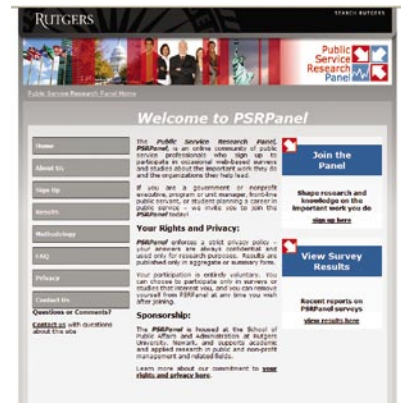 RUTGERS
SEARCH RUTGERS
Public
Service
Research
Panel
Public Service Research Panel Home
Welcome to PSRPanel
Home
About Us
Sign Up
Results
Methodology
FAQ
Privacy
Contact Us
Questions or Comments?
Contact us with questions
about this site
The Public Service Research Panel,
PSRPanel, is an online community of public
service professionals who sign up to
participate in occasional web-based surveys
and studies about the important work they do
and the organizations they help lead.
If you are a government or nonprofit
executive, program or unit manager, front-line
public servant, or student planning a career in
public service – we invite you to join the
PSRPanel today!
Your Rights and Privacy:
PSRPanel enforces a strict privacy policy –
your answers are always confidential and
used only for research purposes. Results are
published only in aggregate or summary form.
Your participation is entirely voluntary. You
can choose to participate only in surveys or
studies that interest you, and you can remove
yourself from PSRPanel at any time you wish
after joining.
Sponsorship:
The PSRPanel is housed at the School of
Public Affairs and Administration at Rutgers
University, Newark, and supports academic
and applied research in public and non-profit
management and related fields.
Learn more about our commitment to your
rights and privacy here.
Join the
Panel
Shape research and
knowledge on the
important work you do
sign up here
View Survey
Results
Recent reports on
PSRPanel surveys
view results here